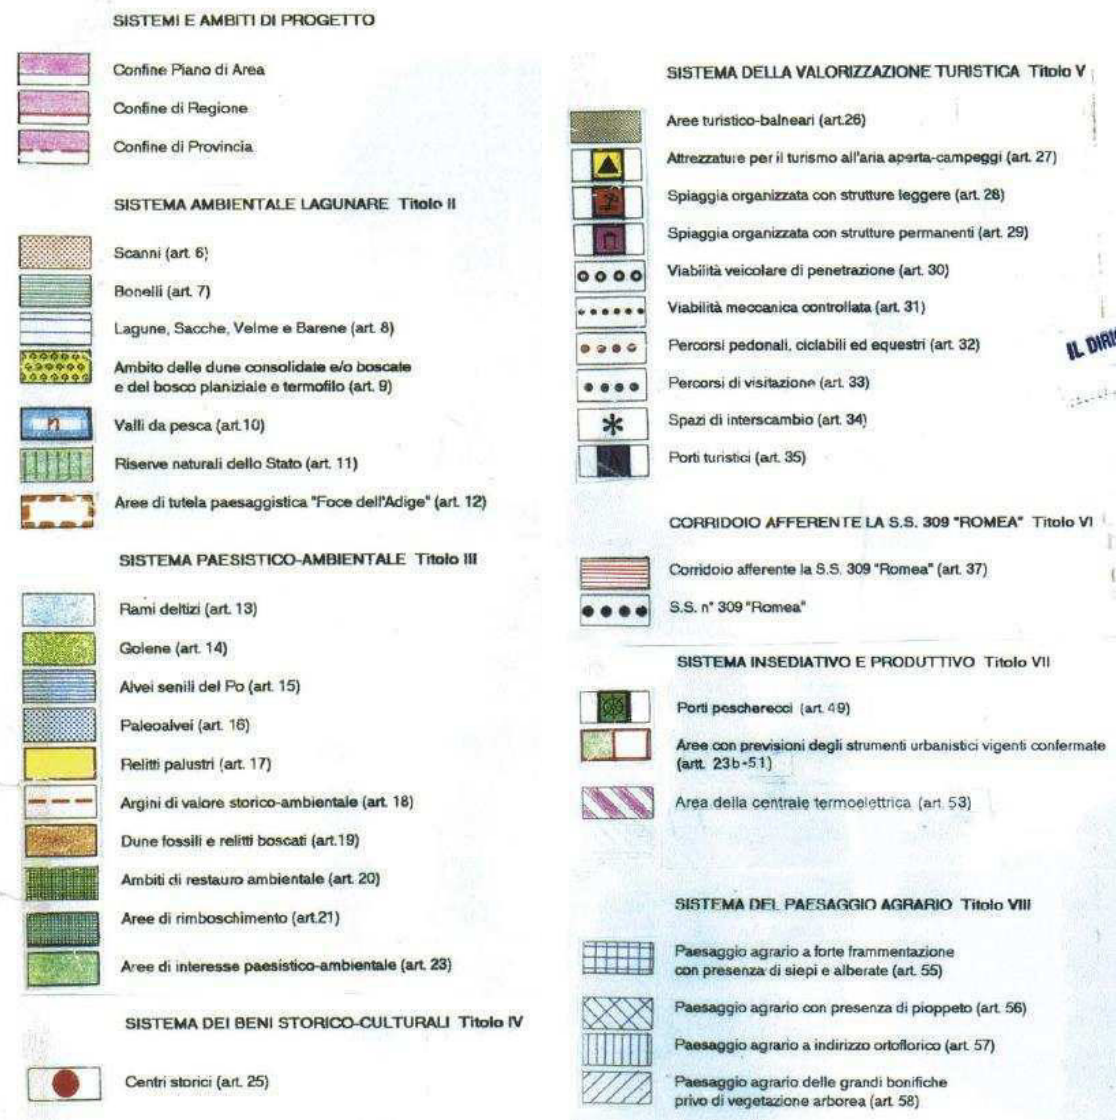 SISTEMI E AMBITI DI PROGETTO
Confine Piano di Area
Confine di Regione
Confine di Provincia
SISTEMA AMBIENTALE LAGUNARE Titolo II
Scanni (art. 6)
Bonelli (art. 7)
Lagune, Sacche, Velme e Barene (art. 8)
Ambito delle dune consolidate e/o boscate
e del bosco planiziale e termofilo (art. 9)
Valli da pesca (art.10)
Riserve naturali dello Stato (art. 11)
Aree di tutela paesaggistica "Foce dell'Adige" (art. 12)
SISTEMA PAESISTICO-AMBIENTALE Titolo III
Rami deltizi (art. 13)
Golene (art. 14)
Alvei senili del Po (art. 15)
Paleoalvei (art. 16)
Relitti palustri (art. 17)
Argini di valore storico-ambientale (art. 18)
Dune fossili e relitti boscati (art.19)
Ambiti di restauro ambientale (art. 20)
Aree di rimboschimento (art.21)
Aree di interesse paesistico-ambientale (art. 23)
SISTEMA DEI BENI STORICO-CULTURALI Titolo IV
Centri storici (art. 25)
SISTEMA DELLA VALORIZZAZIONE TURISTICA Titolo V
Aree turistico-balneari (art.26)
Attrezzature per il turismo all'aria aperta-campeggi (art. 27)
Spiaggia organizzata con strutture leggere (art. 28)
Spiaggia organizzata con strutture permanenti (art. 29)
Viabilità veicolare di penetrazione (art. 30)
Viabilità meccanica controllata (art. 31)
Percorsi pedonali, ciclabili ed equestri (art. 32)
IL DIRI
Percorsi di visitazione (art. 33)
Spazi di interscambio (art. 34)
Porti turistici (art. 35)
CORRIDOIO AFFERENTE LA S.S. 309 "ROMEA" Titolo VI
Corridoio afferente la S.S. 309 "Romea" (art. 37)
S.S. n° 309 "Romea"
SISTEMA INSEDIATIVO E PRODUTTIVO Titolo VII
Porti pescherecci (art. 49)
Aree con previsioni degli strumenti urbanistici vigenti confermate
(artt. 23b-51)
Area della centrale termoelettrica (art. 53)
SISTEMA DEL PAESAGGIO AGRARIO Titolo VIII
Paesaggio agrario a forte frammentazione
con presenza di siepi e alberate (art. 55)
Paesaggio agrario con presenza di pioppeto (art. 56)
Paesaggio agrario a indirizzo ortoflorico (art. 57)
Paesaggio agrario delle grandi bonifiche
privo di vegetazione arborea (art. 58)